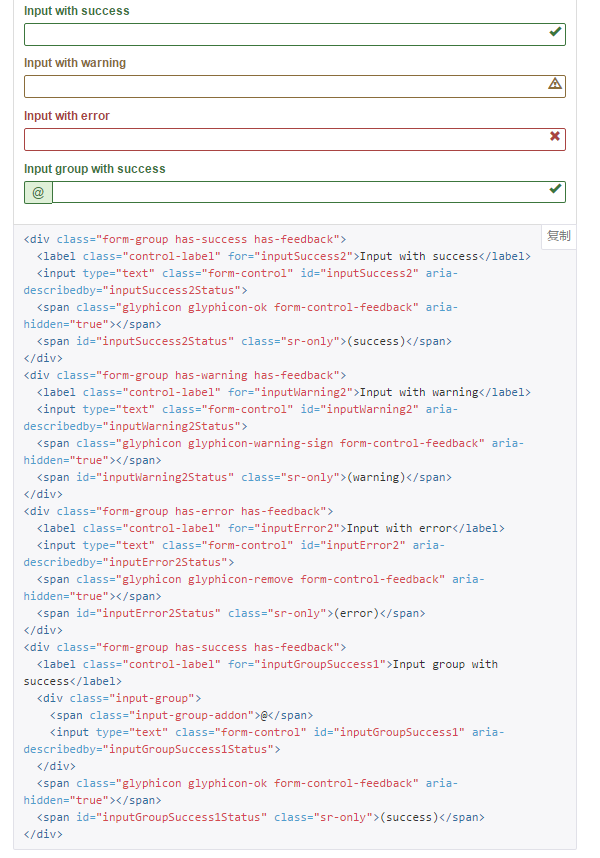 Input with success
Input with warning
Input with error
Input group with success
@
复制
<div class="form-group has-success has-feedback">
<label class="control-label" for="inputSuccess2">Input with success</label>
<input type="text" class="form-control" id="inputSuccess2" aria-
describedby="inputSuccess2Status">
<span class="glyphicon glyphicon-ok form-control-feedback" aria-
hidden="true"></span>
<span id="inputSuccess2Status" class="sr-only">(success)</span>
</div>
<div class="form-group has-warning has-feedback">
<label class="control-label" for="inputWarning2">Input with warning</label>
<input type="text" class="form-control" id="inputWarning2" aria-
describedby="inputWarning2Status">
<span class="glyphicon glyphicon-warning-sign form-control-feedback" aria-
hidden="true"></span>
<span id="inputWarning2Status" class="sr-only">(warning)</span>
</div>
<div class="form-group has-error has-feedback">
<label class="control-label" for="inputError2">Input with error</label>
<input type="text" class="form-control" id="inputError2" aria-
describedby="inputError2Status">
<span class="glyphicon glyphicon-remove form-control-feedback" aria-
hidden="true"></span>
<span id="inputError2Status" class="sr-only">(error)</span>
</div>
<div class="form-group has-success has-feedback">
<label class="control-label" for="inputGroupSuccess1">Input group with
success</label>
<div class="input-group">
<span class="input-group-addon">@</span>
<input type="text" class="form-control" id="inputGroupSuccess1" aria-
describedby="inputGroupSuccess1Status">
</div>
<span class="glyphicon glyphicon-ok form-control-feedback" aria-
hidden="true"></span>
<span id="inputGroupSuccess1Status" class="sr-only">(success)</span>
</div>